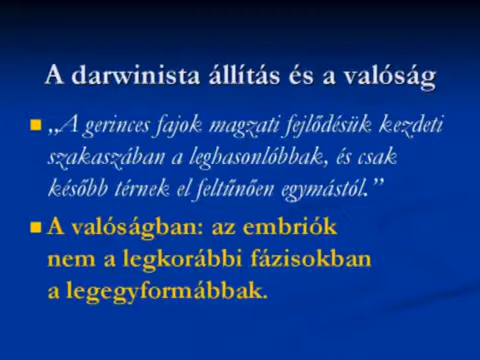 A darwinista állítás és a valóság
„A gerinces fajok magzati fejlődésük kezdeti
szakaszában a leghasonlóbbak, és csak
később térnek el feltűnően egymástól.”
A valóságban: az embriók
nem a legkorábbi fázisokban
a legegyformábbak.